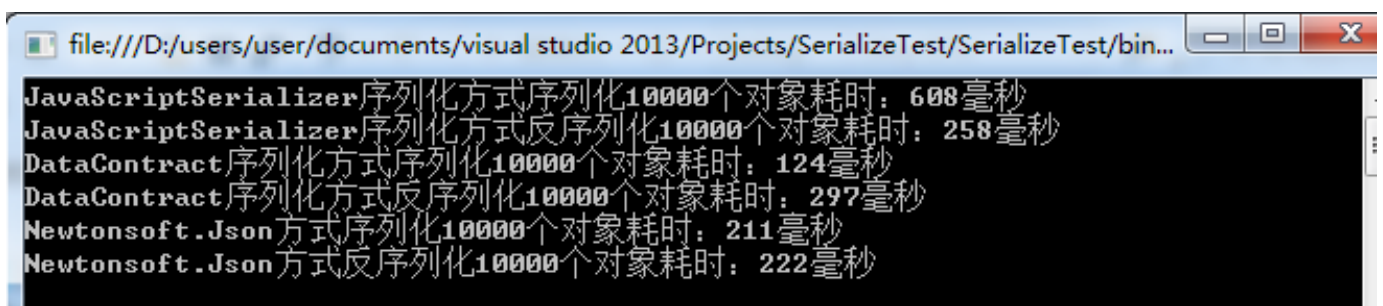 file:///D:/users/user/documents/visual studio 2013/Projects/SerializeTest/SerializeTest/bin...
JavaScriptSerializer序列化方式序列化10000个对象耗时：608毫秒
JavaScriptSerializer序列化方式反序列化10000个对象耗时：258毫秒
DataContract序列化方式序列化10000个对象耗时：124毫秒
DataContract序列化方式反序列化10000个对象耗时：297毫秒
Newtonsoft.Json方式序列化10000个对象耗时：211毫秒
Newtonsoft.Json方式反序列化10000个对象耗时：222毫秒